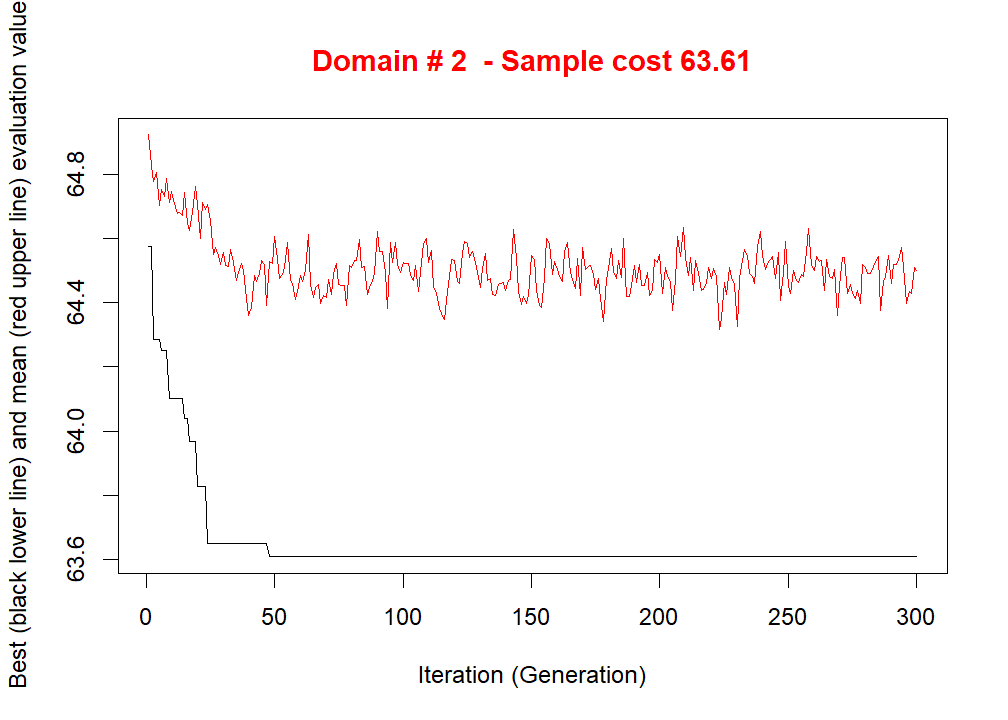 Domain # 2  - Sample cost 63.61
Best (black lower line) and mean (red upper line) evaluation value
64.8
64.4
64.0
63.6
0 50 100 150 200 250 300
Iteration (Generation)